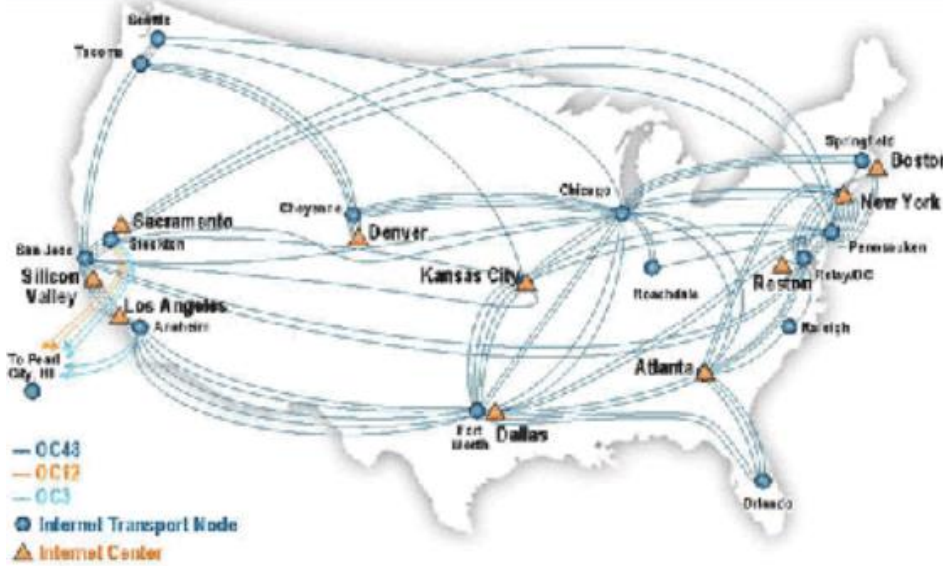 Seattle
Tacoma
Springfield
Boston
Chicago
New York
Cheyenne
Sacramento
Denver
Stockton
Pennsauken
San Jose
Kansas City
Relay/DC
Silicon
Valley
Reston
Roachdale
Los Angeles
Anaheim
Raleigh
To Pearl
City, HI
Atlanta
Fort
Worth
Dallas
OC48
OC12
OC3
Orlando
Internet Transport Node
Internet Center